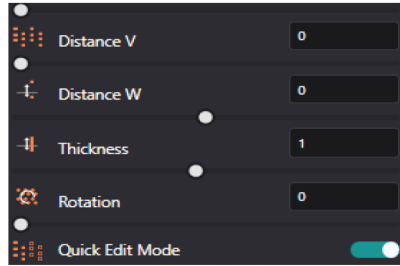 Distance V 0
Distance W 0
Thickness 1
Rotation 0
Quick Edit Mode